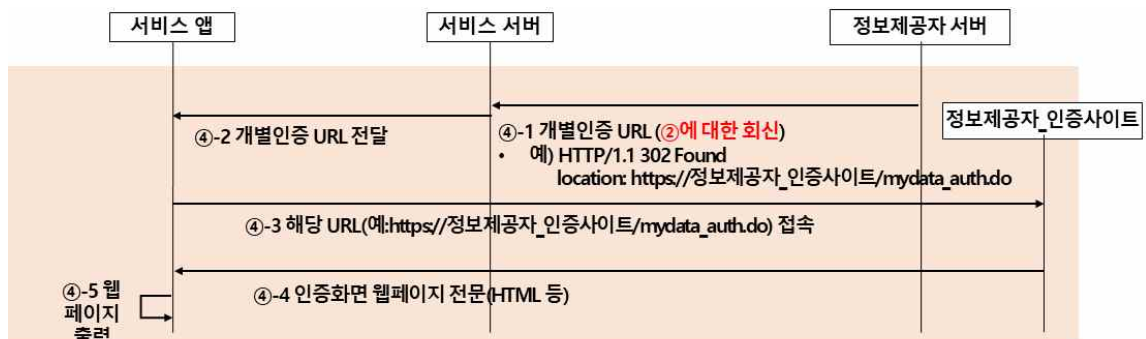 서비스 앱
서비스 서버
정보제공자 서버
정보제공자_인증사이트
④-2 개별인증 URL 전달
④-1 개별인증 URL (②에 대한 회신)
• 예) HTTP/1.1 302 Found
location: https://정보제공자_인증사이트/mydata_auth.do
④-3 해당 URL(예:https://정보제공자_인증사이트/mydata_auth.do) 접속
④-4 인증화면 웹페이지 전문(HTML 등)
④-5 웹
페이지
출력